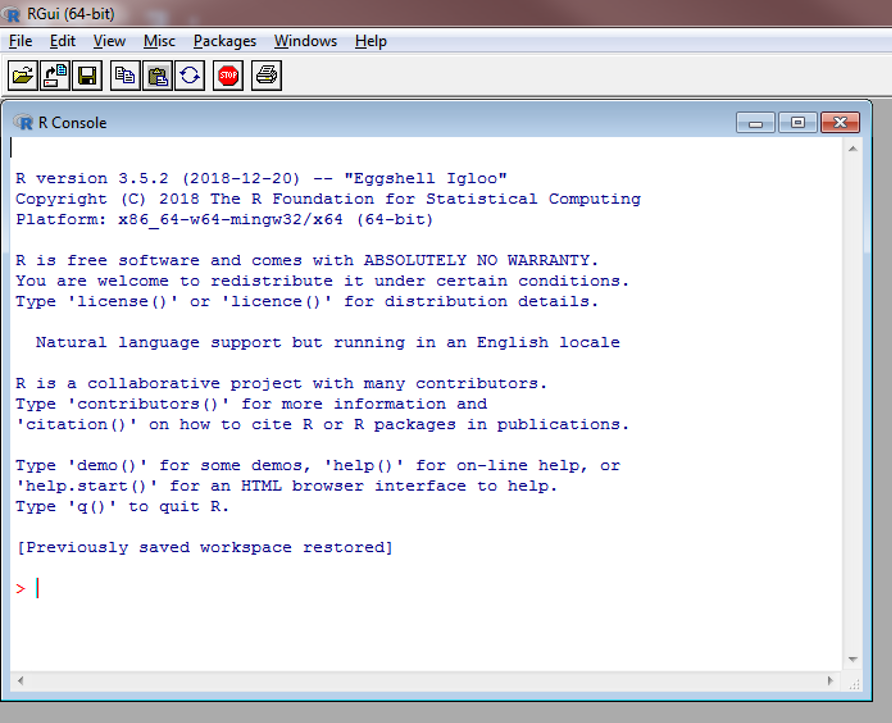 RGui (64-bit)
File Edit View Misc Packages Windows Help
STOP
R Console
R version 3.5.2 (2018-12-20) -- "Eggshell Igloo"
Copyright (C) 2018 The R Foundation for Statistical Computing
Platform: x86_64-w64-mingw32/x64 (64-bit)
R is free software and comes with ABSOLUTELY NO WARRANTY.
You are welcome to redistribute it under certain conditions.
Type 'license()' or 'licence()' for distribution details.
Natural language support but running in an English locale
R is a collaborative project with many contributors.
Type 'contributors()' for more information and
'citation()' on how to cite R or R packages in publications.
Type 'demo()' for some demos, 'help()' for on-line help, or
'help.start()' for an HTML browser interface to help.
Type 'q()' to quit R.
[Previously saved workspace restored]
>